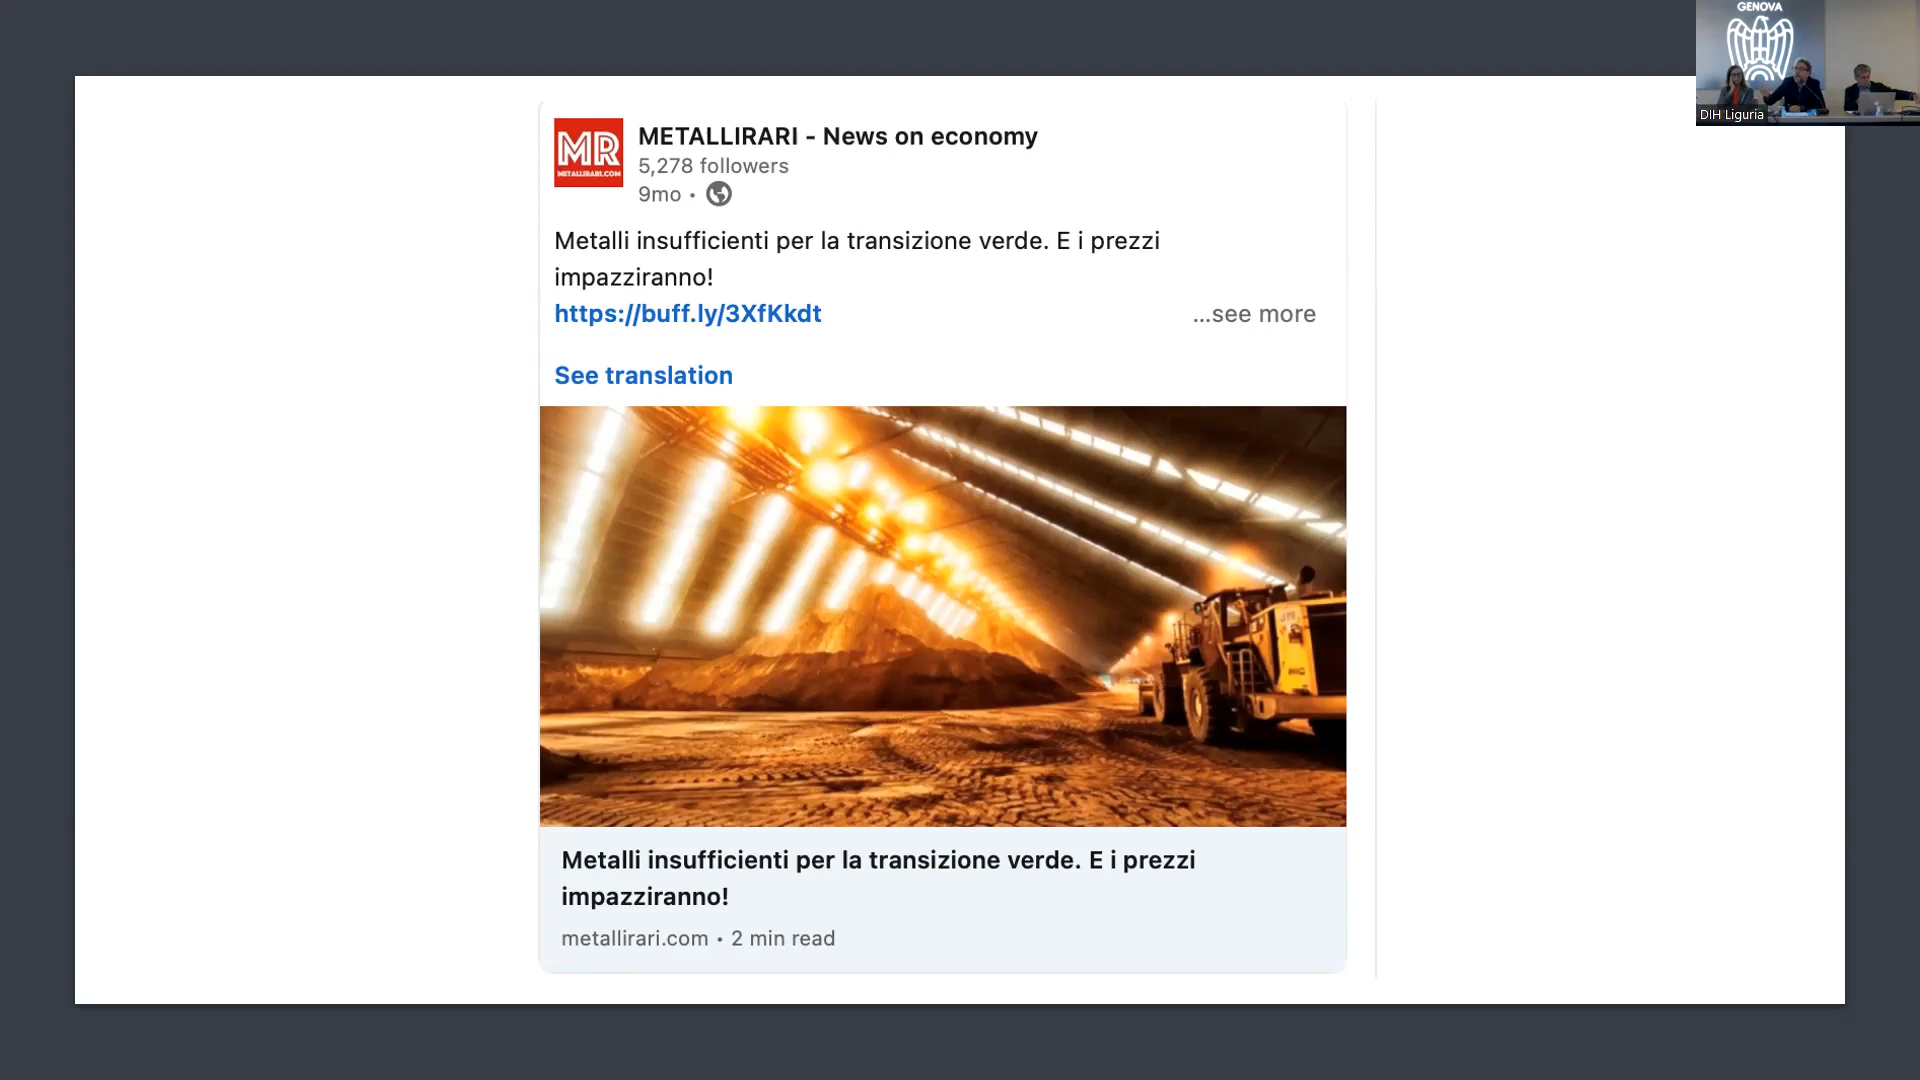 GENOVA
DIH Liguria
MR
METALLIRARI.COM
METALLIRARI - News on economy
5,278 followers
9mo •
Metalli insufficienti per la transizione verde. E i prezzi
impazziranno!
https://buff.ly/3XfKkdt
...see more
See translation
Metalli insufficienti per la transizione verde. E i prezzi
impazziranno!
metallirari.com • 2 min read